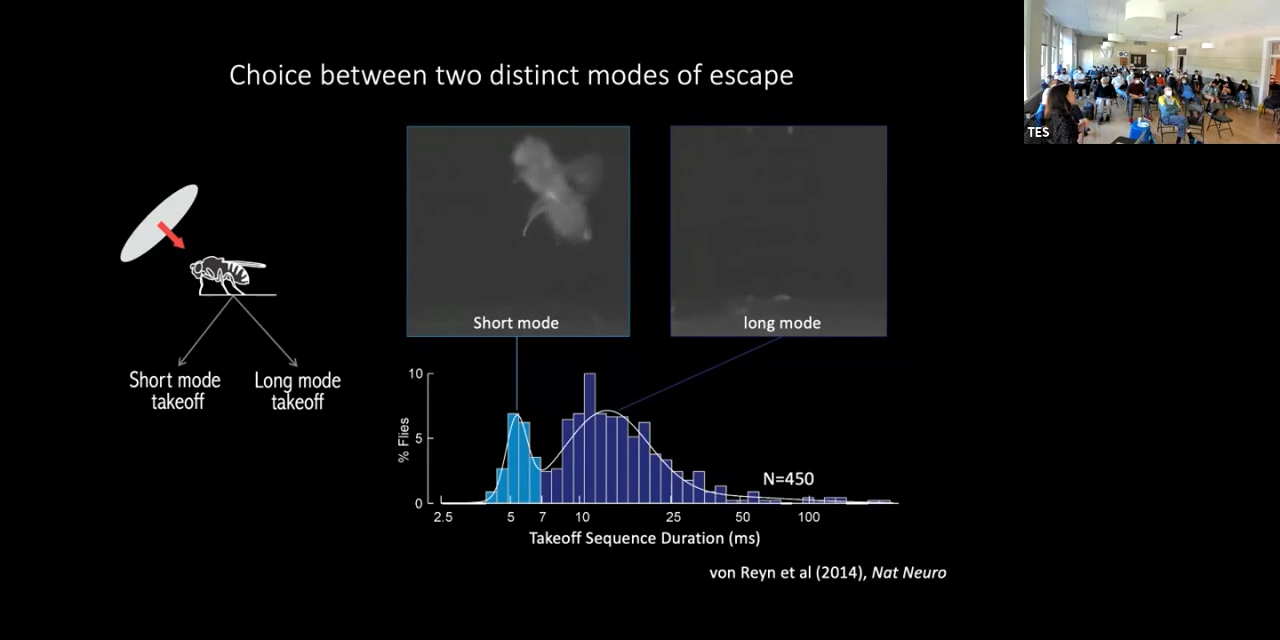 Choice between two distinct modes of escape
TES
Short mode
long mode
Short mode
takeoff
Long mode
takeoff
10
5
0
% Flies
N=450
2.5
5
7
10
25
50
100
Takeoff Sequence Duration (ms)
von Reyn et al (2014), Nat Neuro